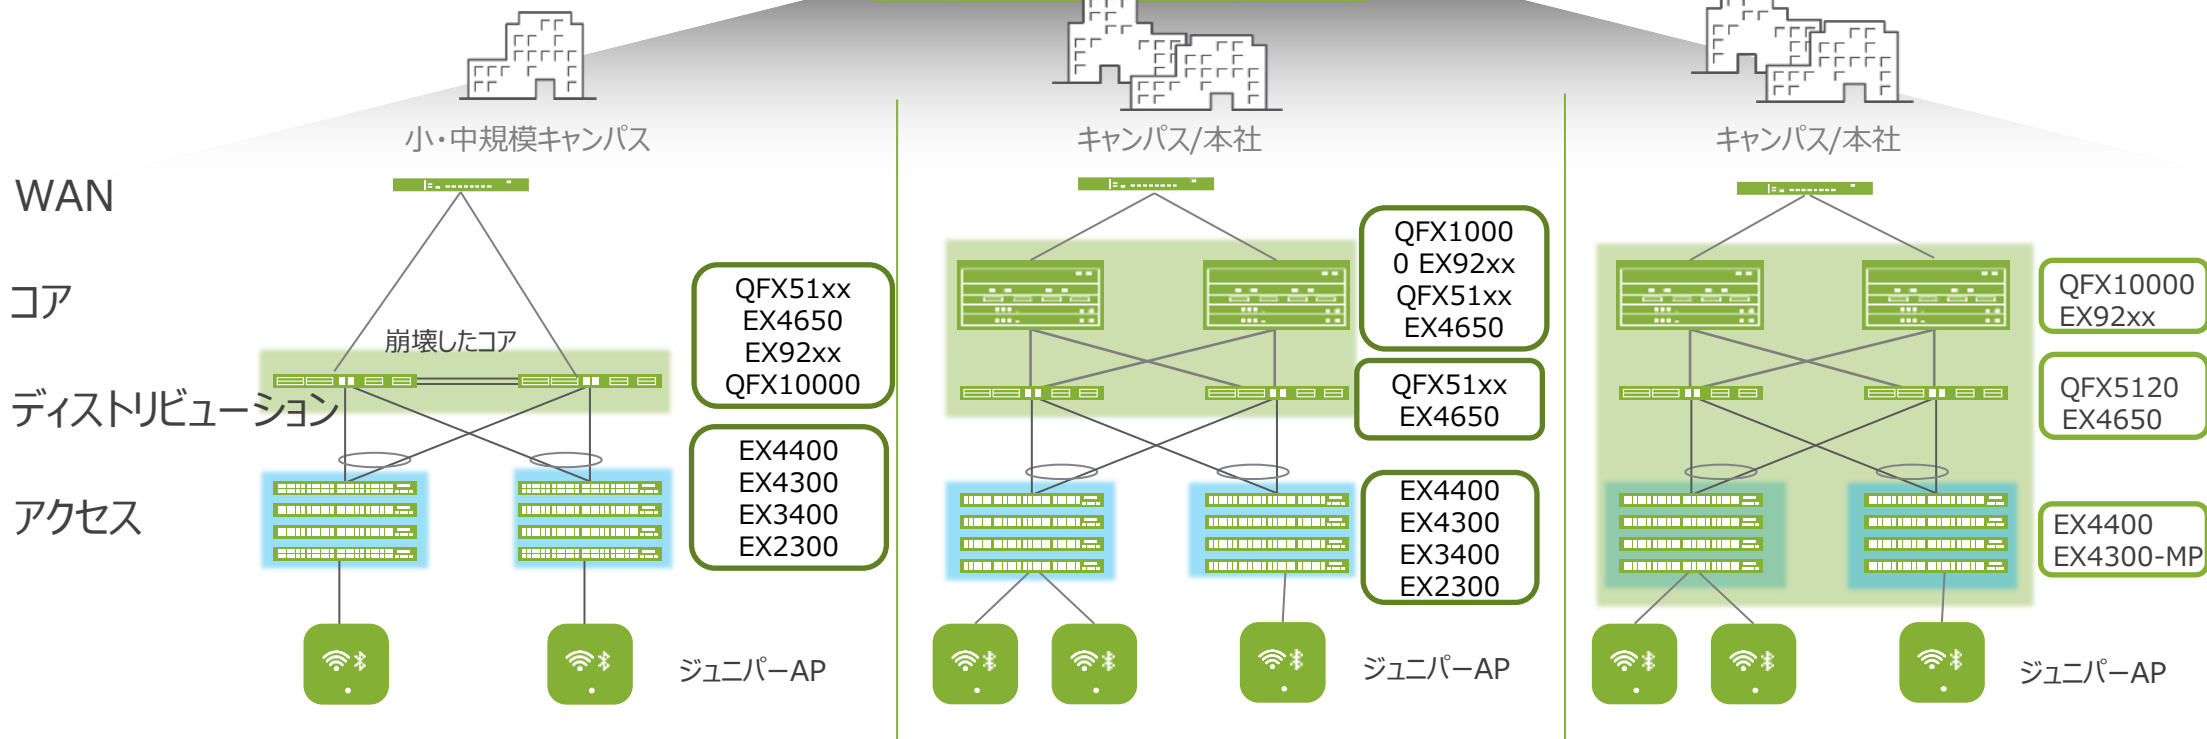 小・中規模キャンパス
キャンパス/本社
キャンパス/本社
WAN
コア
ディストリビューション
アクセス
崩壊したコア
QFX51xx
EX4650
EX92xx
QFX10000
EX4400
EX4300
EX3400
EX2300
ジュニパーAP
QFX1000
0 EX92xx
QFX51xx
EX4650
QFX51xx
EX4650
EX4400
EX4300
EX3400
EX2300
ジュニパーAP
QFX10000
EX92xx
QFX5120
EX4650
EX4400
EX4300-MP
ジュニパーAP